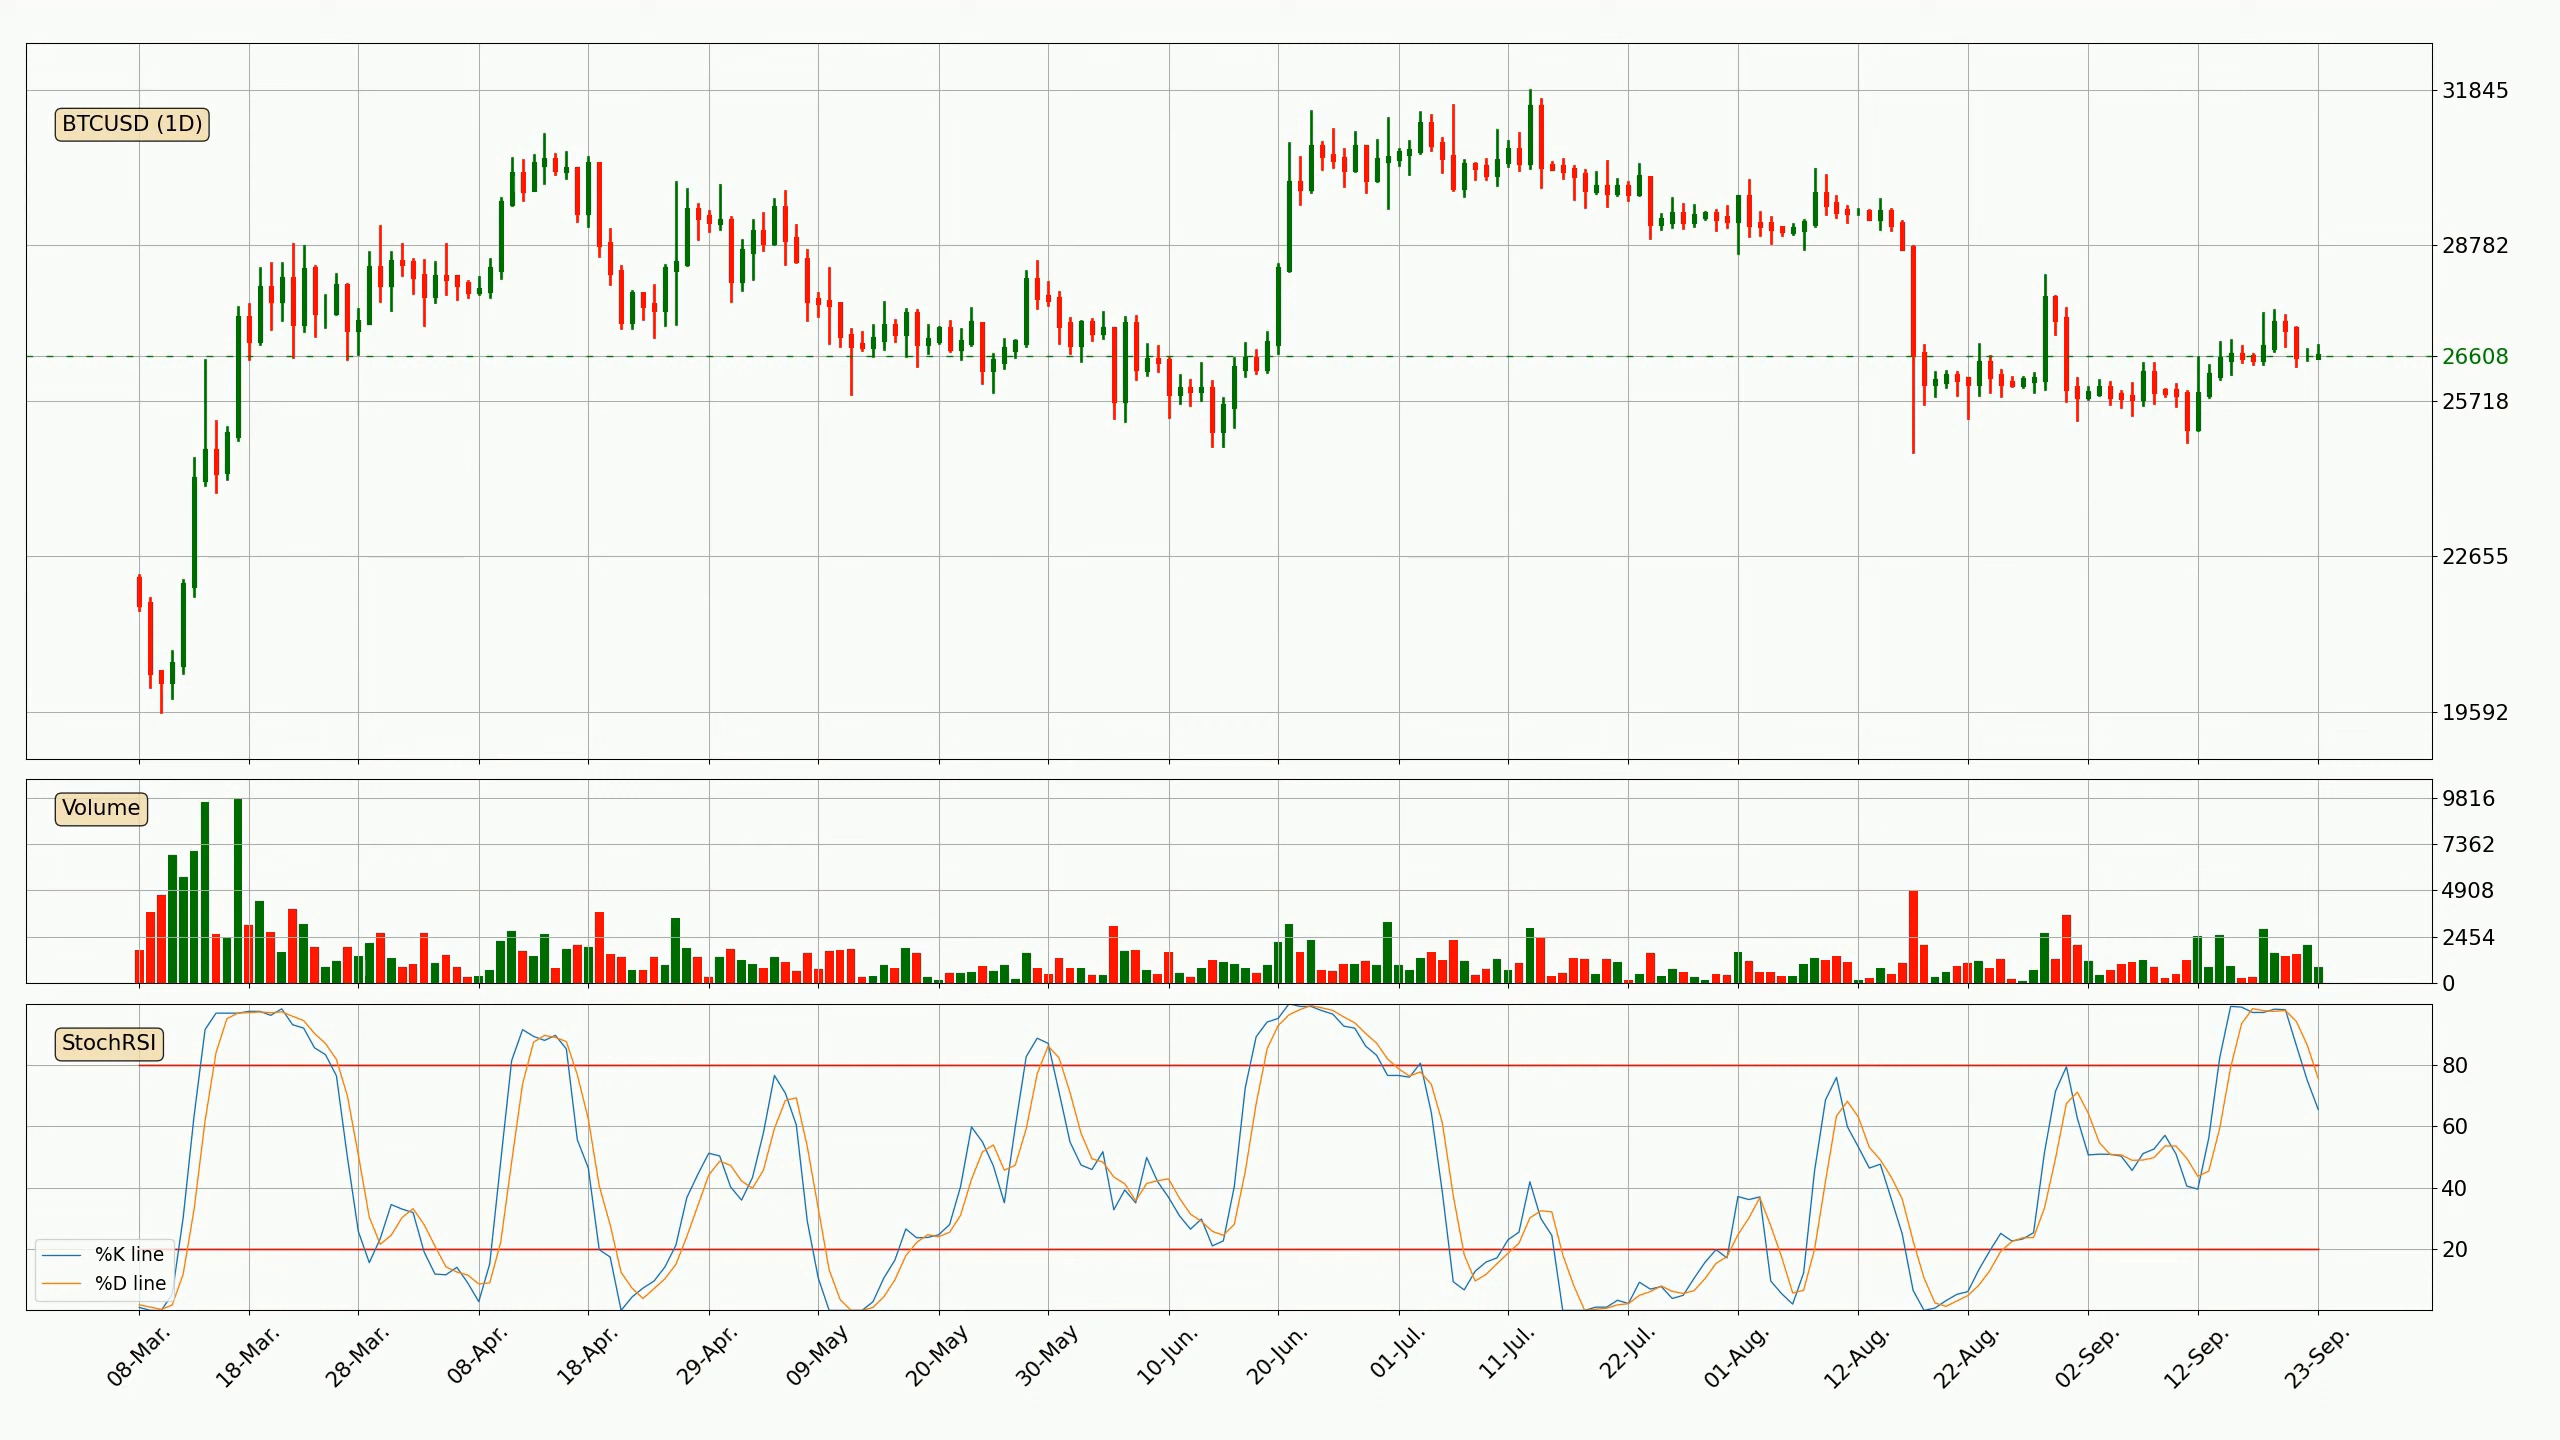 BTCUSD (1D)
31845
28782
26608
25718
22655
19592
Volume
9816
7362
4908
2454
0
StochRSI
80
60
40
20
%K line
%D line
08-Mar. 18-Mar. 28-Mar. 08-Apr. 18-Apr. 29-Apr. 09-May 20-May 30-May 10-Jun. 20-Jun. 01-Jul. 11-Jul. 22-Jul. 01-Aug. 12-Aug. 22-Aug. 02-Sep. 12-Sep. 23-Sep.